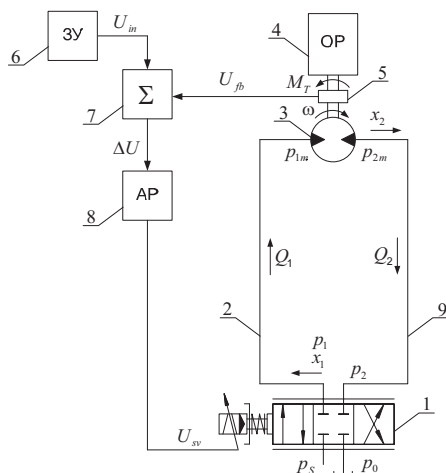 ЗУ
U_in
4
ОР
6
5
Σ
U_fb
M_T
7
ω
3
x_2
ΔU
p_1m
p_2m
АР
8
Q_1
Q_2
2
9
p_1
x_1
p_2
1
U_sv
p_S
p_0